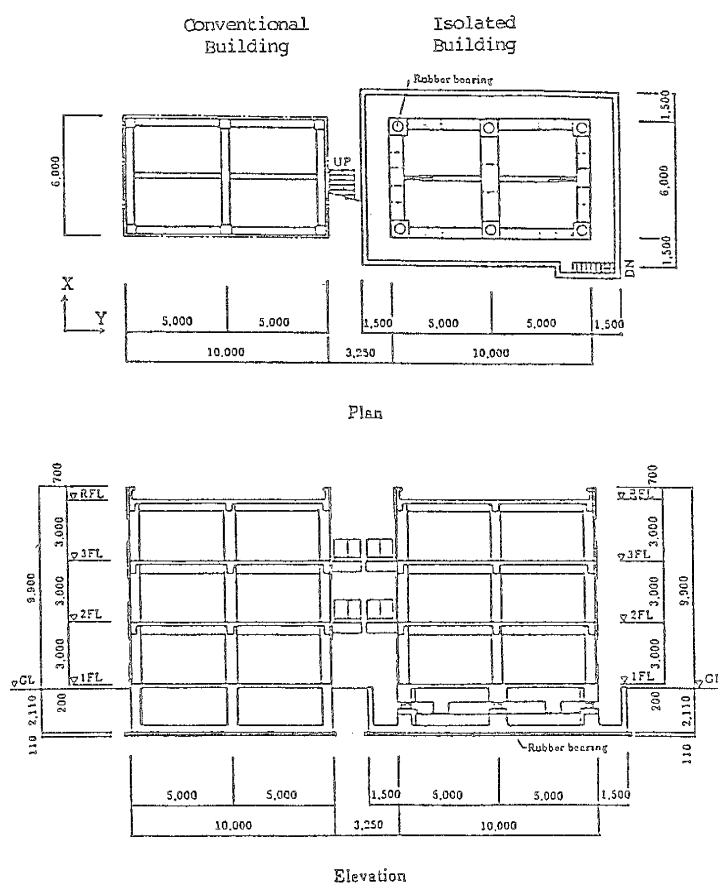 Conventional
Building
Isolated
Building
Rubber bearing
1,500
6,000
UP
6,000
1,500
DN
X
Y
5,000 5,000 1,500 5,000 5,000 1,500
10,000 3,250 10,000
Plan
700 700
RFL RFL
3,000 3,000
3FL 3FL
9,900 3,000 3,000 9,900
2FL 2FL
3,000 3,000
GL 1FL 1FL GL
200 200
2,110 2,110
110 110
Rubber bearing
5,000 5,000 1,500 5,000 5,000 1,500
10,000 3,250 10,000
Elevation